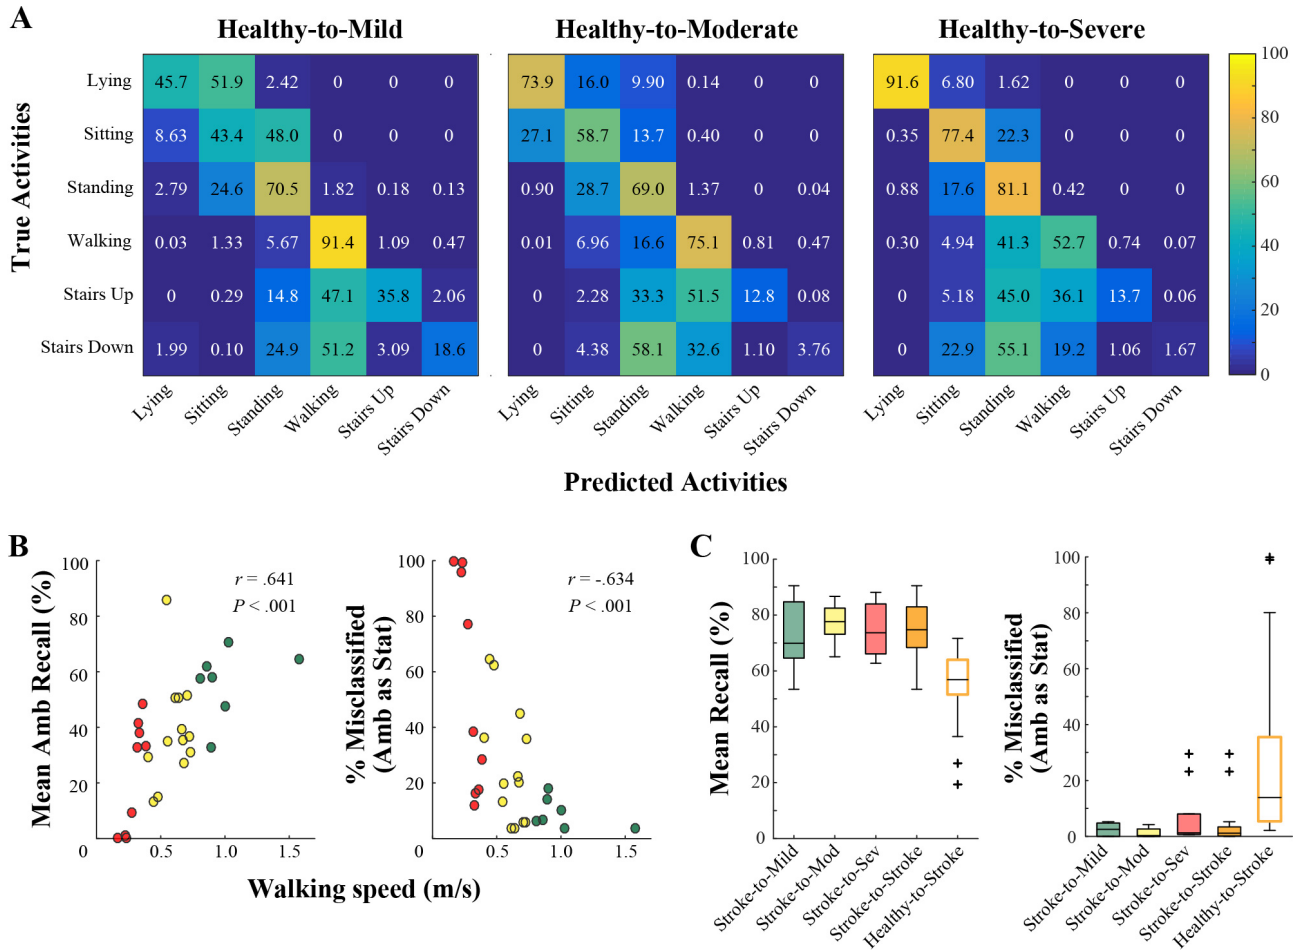 A
Healthy-to-Mild
Healthy-to-Moderate
Healthy-to-Severe
True Activities
Lying
45.7 51.9 2.42 0 0 0
73.9 16.0 9.90 0.14 0 0
91.6 6.80 1.62 0 0 0
Sitting
8.63 43.4 48.0 0 0 0
27.1 58.7 13.7 0.40 0 0
0.35 77.4 22.3 0 0 0
Standing
2.79 24.6 70.5 1.82 0.18 0.13
0.90 28.7 69.0 1.37 0 0.04
0.88 17.6 81.1 0.42 0 0
Walking
0.03 1.33 5.67 91.4 1.09 0.47
0.01 6.96 16.6 75.1 0.81 0.47
0.30 4.94 41.3 52.7 0.74 0.07
Stairs Up
0 0.29 14.8 47.1 35.8 2.06
0 2.28 33.3 51.5 12.8 0.08
0 5.18 45.0 36.1 13.7 0.06
Stairs Down
1.99 0.10 24.9 51.2 3.09 18.6
0 4.38 58.1 32.6 1.10 3.76
0 22.9 55.1 19.2 1.06 1.67
100
80
60
40
20
0
Lying Sitting Standing Walking Stairs Up Stairs Down
Lying Sitting Standing Walking Stairs Up Stairs Down
Lying Sitting Standing Walking Stairs Up Stairs Down
Predicted Activities
B
Mean Amb Recall (%)
100
80
60
40
20
0
0.5 1.0 1.5
r = .641
P < .001
% Misclassified
(Amb as Stat)
100
80
60
40
20
0
0.5 1.0 1.5
r = -.634
P < .001
Walking speed (m/s)
C
Mean Recall (%)
100
80
60
40
20
0
Stroke-to-Mild
Stroke-to-Mod
Stroke-to-Sev
Stroke-to-Stroke
Healthy-to-Stroke
% Misclassified
(Amb as Stat)
100
80
60
40
20
0
Stroke-to-Mild
Stroke-to-Mod
Stroke-to-Sev
Stroke-to-Stroke
Healthy-to-Stroke